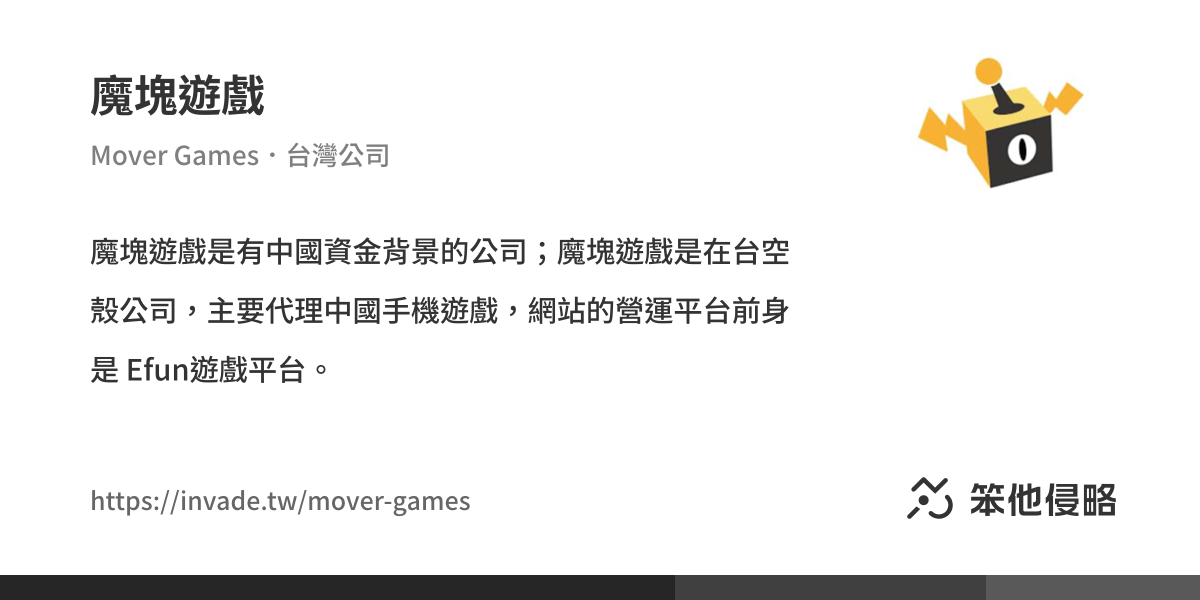 魔塊遊戲
Mover Games・台灣公司
魔塊遊戲是有中國資金背景的公司；魔塊遊戲是在台空
殼公司，主要代理中國手機遊戲，網站的營運平台前身
是 Efun遊戲平台。
https://invade.tw/mover-games
笨他侵略